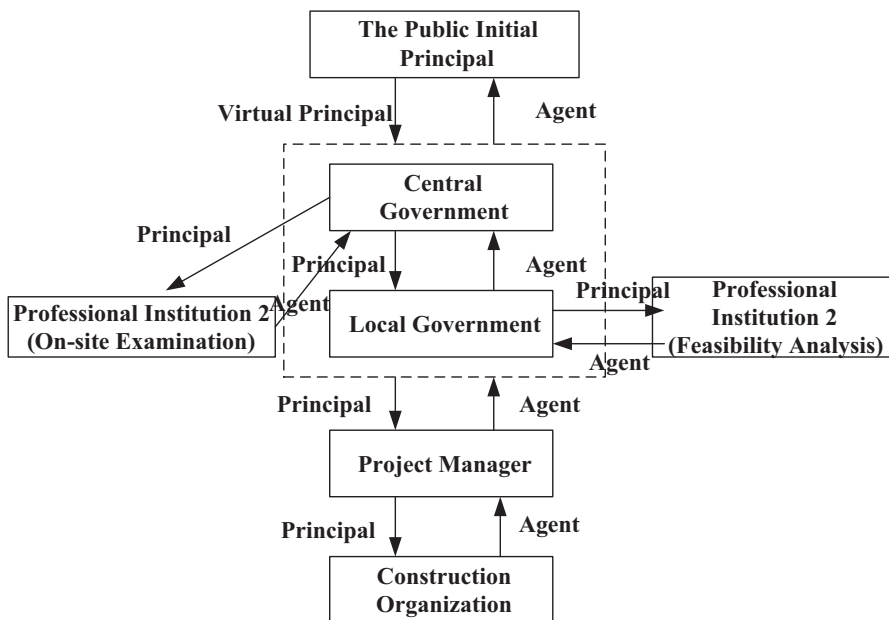 The Public Initial
Principal
Virtual Principal
Agent
Central
Government
Principal
Principal
Agent
Agent
Principal
Professional Institution 2
(On-site Examination)
Local Government
Professional
Institution 2
(Feasibility Analysis)
Agent
Principal
Agent
Project Manager
Principal
Agent
Construction
Organization